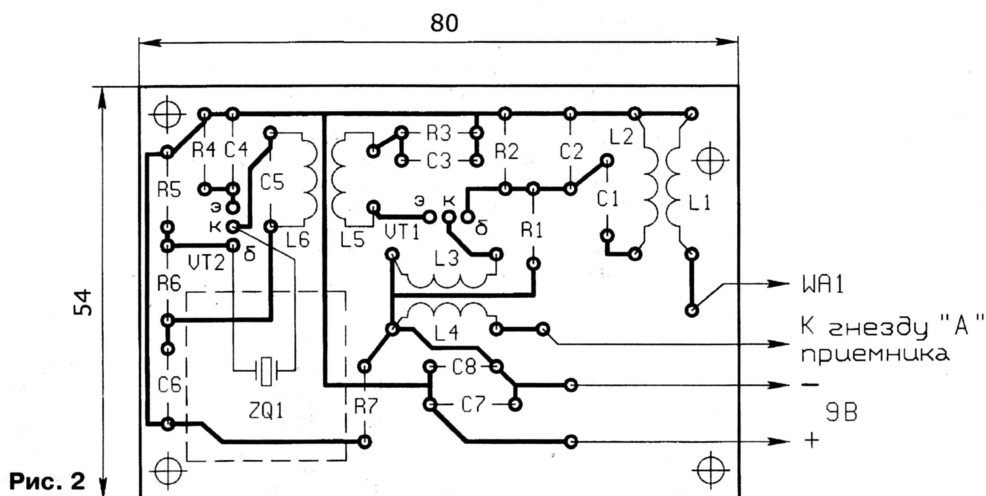 80
54
R4
C4
R3
C3
R2
C2
L2
R5
C5
C1
L1
э
к
L6
L5
э
к
б
VT1
R1
б
VT2
L3
R6
WA1
L4
К гнезду "А"
приемника
C6
ZQ1
R7
C8
C7
–
9В
+
Рис. 2